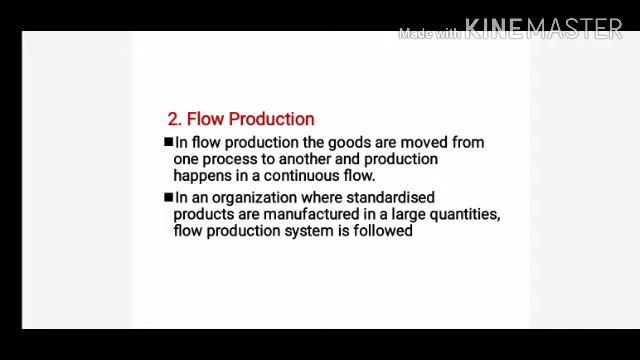 Made with KINEMASTER
2. Flow Production
■In flow production the goods are moved from
one process to another and production
happens in a continuous flow.
■In an organization where standardised
products are manufactured in a large quantities,
flow production system is followed